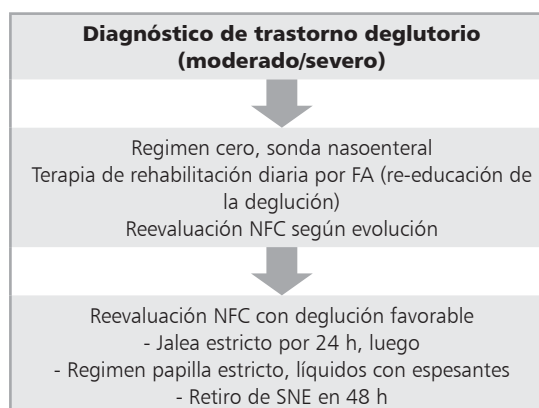 Diagnóstico de trastorno deglutorio
(moderado/severo)
Regimen cero, sonda nasoenteral
Terapia de rehabilitación diaria por FA (re-educación de
la deglución)
Reevaluación NFC según evolución
Reevaluación NFC con deglución favorable
- Jalea estricto por 24 h, luego
- Regimen papilla estricto, líquidos con espesantes
- Retiro de SNE en 48 h